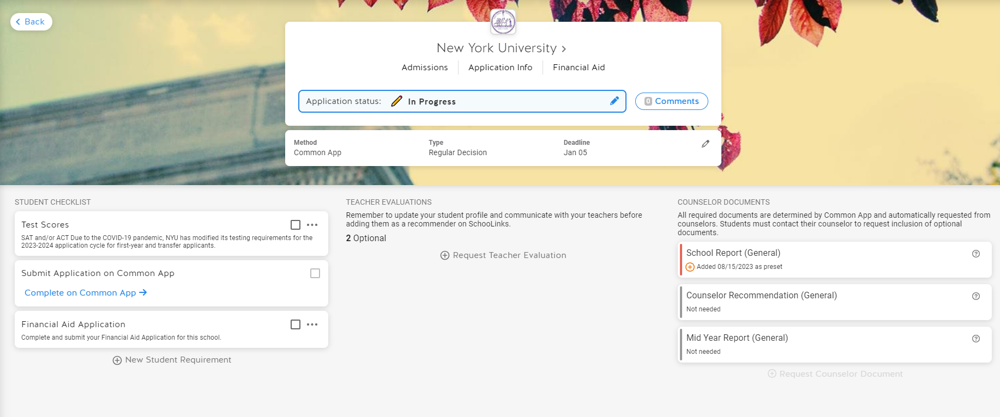 Back
New York University
Admissions
Application Info
Financial Aid
Application status: In Progress
0 Comments
Method
Common App
Type
Regular Decision
Deadline
Jan 05
STUDENT CHECKLIST
Test Scores
SAT and/or ACT Due to the COVID-19 pandemic, NYU has modified its testing requirements for the
2023-2024 application cycle for first-year and transfer applicants.
Submit Application on Common App
Complete on Common App
Financial Aid Application
Complete and submit your Financial Aid Application for this school.
New Student Requirement
TEACHER EVALUATIONS
Remember to update your student profile and communicate with your teachers before
adding them as a recommender on SchooLinks.
2 Optional
Request Teacher Evaluation
COUNSELOR DOCUMENTS
All required documents are determined by Common App and automatically requested from
counselors. Students must contact their counselor to request inclusion of optional
documents.
School Report (General)
Added 08/15/2023 as preset
Counselor Recommendation (General)
Not needed
Mid Year Report (General)
Not needed
Request Counselor Document